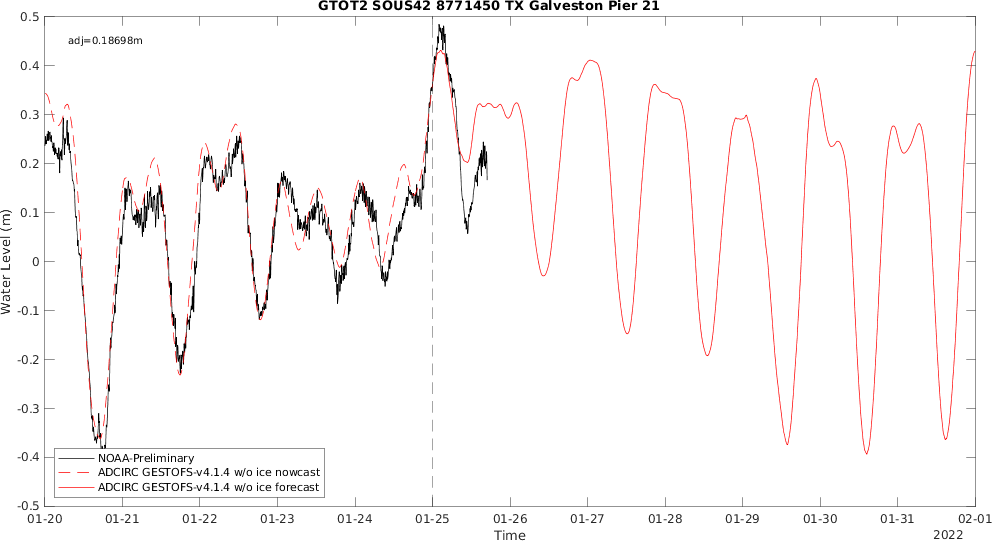 GTOT2 SOUS42 8771450 TX Galveston Pier 21
adj=0.18698m
0.5
0.4
0.3
0.2
0.1
0
-0.1
-0.2
-0.3
-0.4
-0.5
Water Level (m)
NOAA-Preliminary
ADCIRC GESTOFS-v4.1.4 w/o ice nowcast
ADCIRC GESTOFS-v4.1.4 w/o ice forecast
01-20 01-21 01-22 01-23 01-24 01-25 01-26 01-27 01-28 01-29 01-30 01-31 02-01
Time
2022